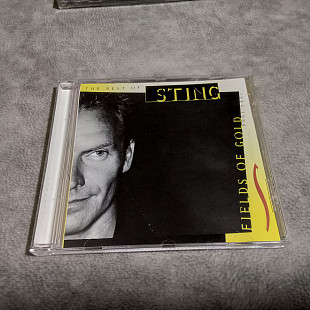 THE BEST OF
STING
FIELDS OF GOLD